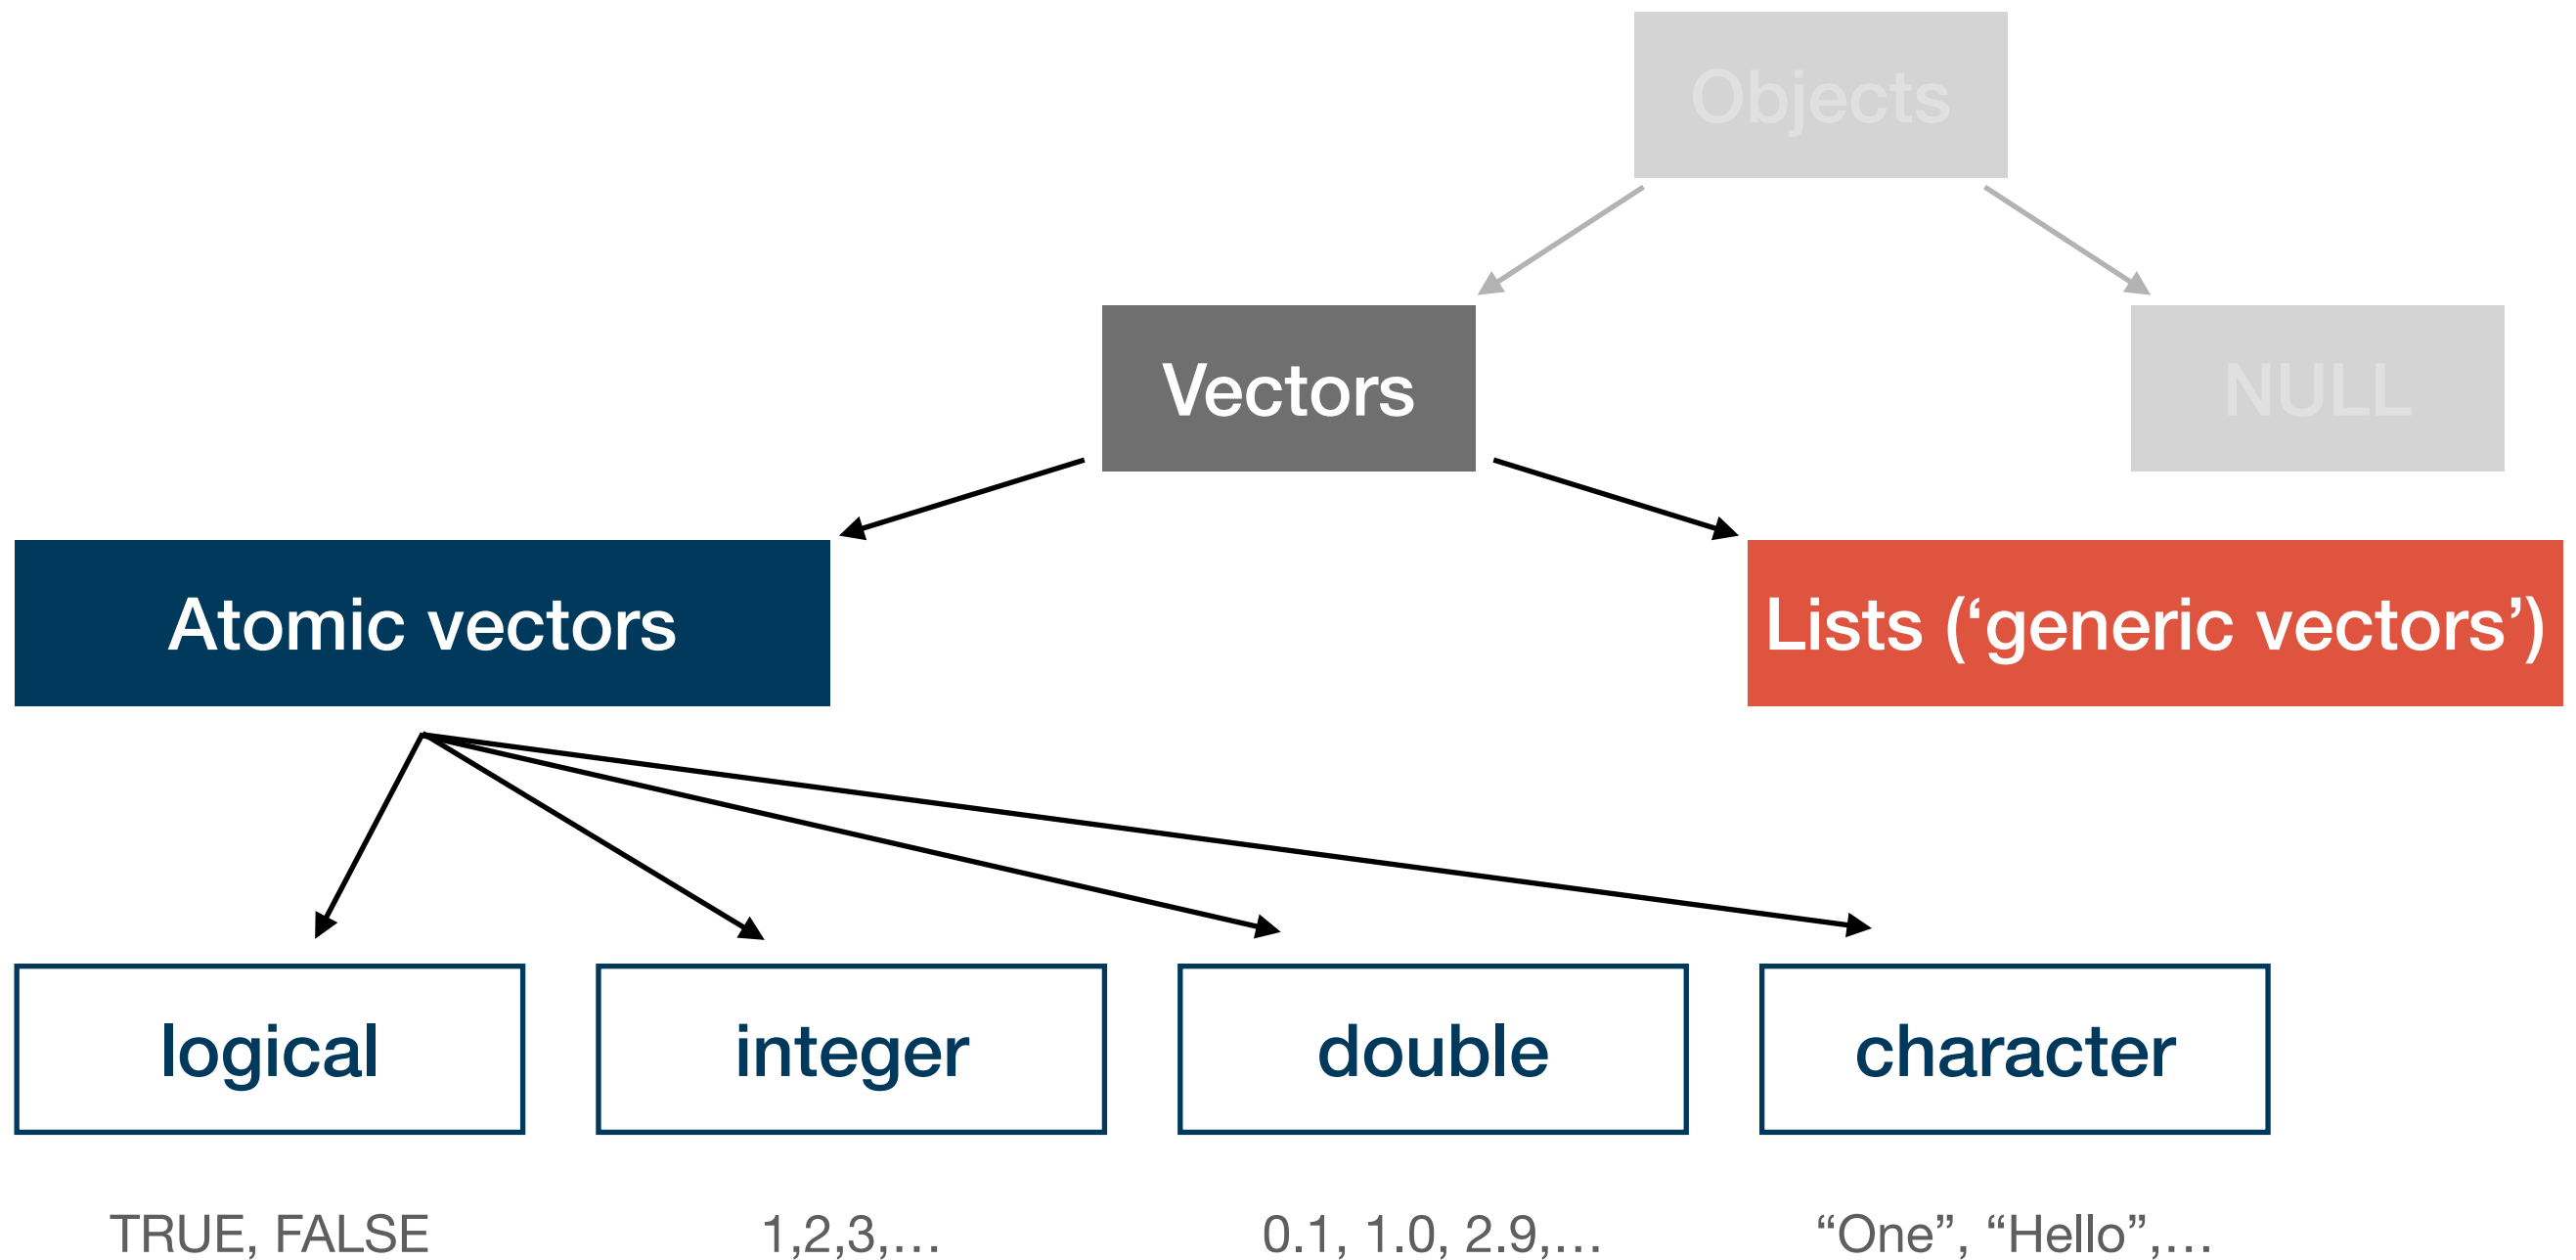 Objects
Vectors
NULL
Atomic vectors
Lists (‘generic vectors’)
logical
integer
double
character
TRUE, FALSE
1,2,3,…
0.1, 1.0, 2.9,…
“One”, “Hello”,…